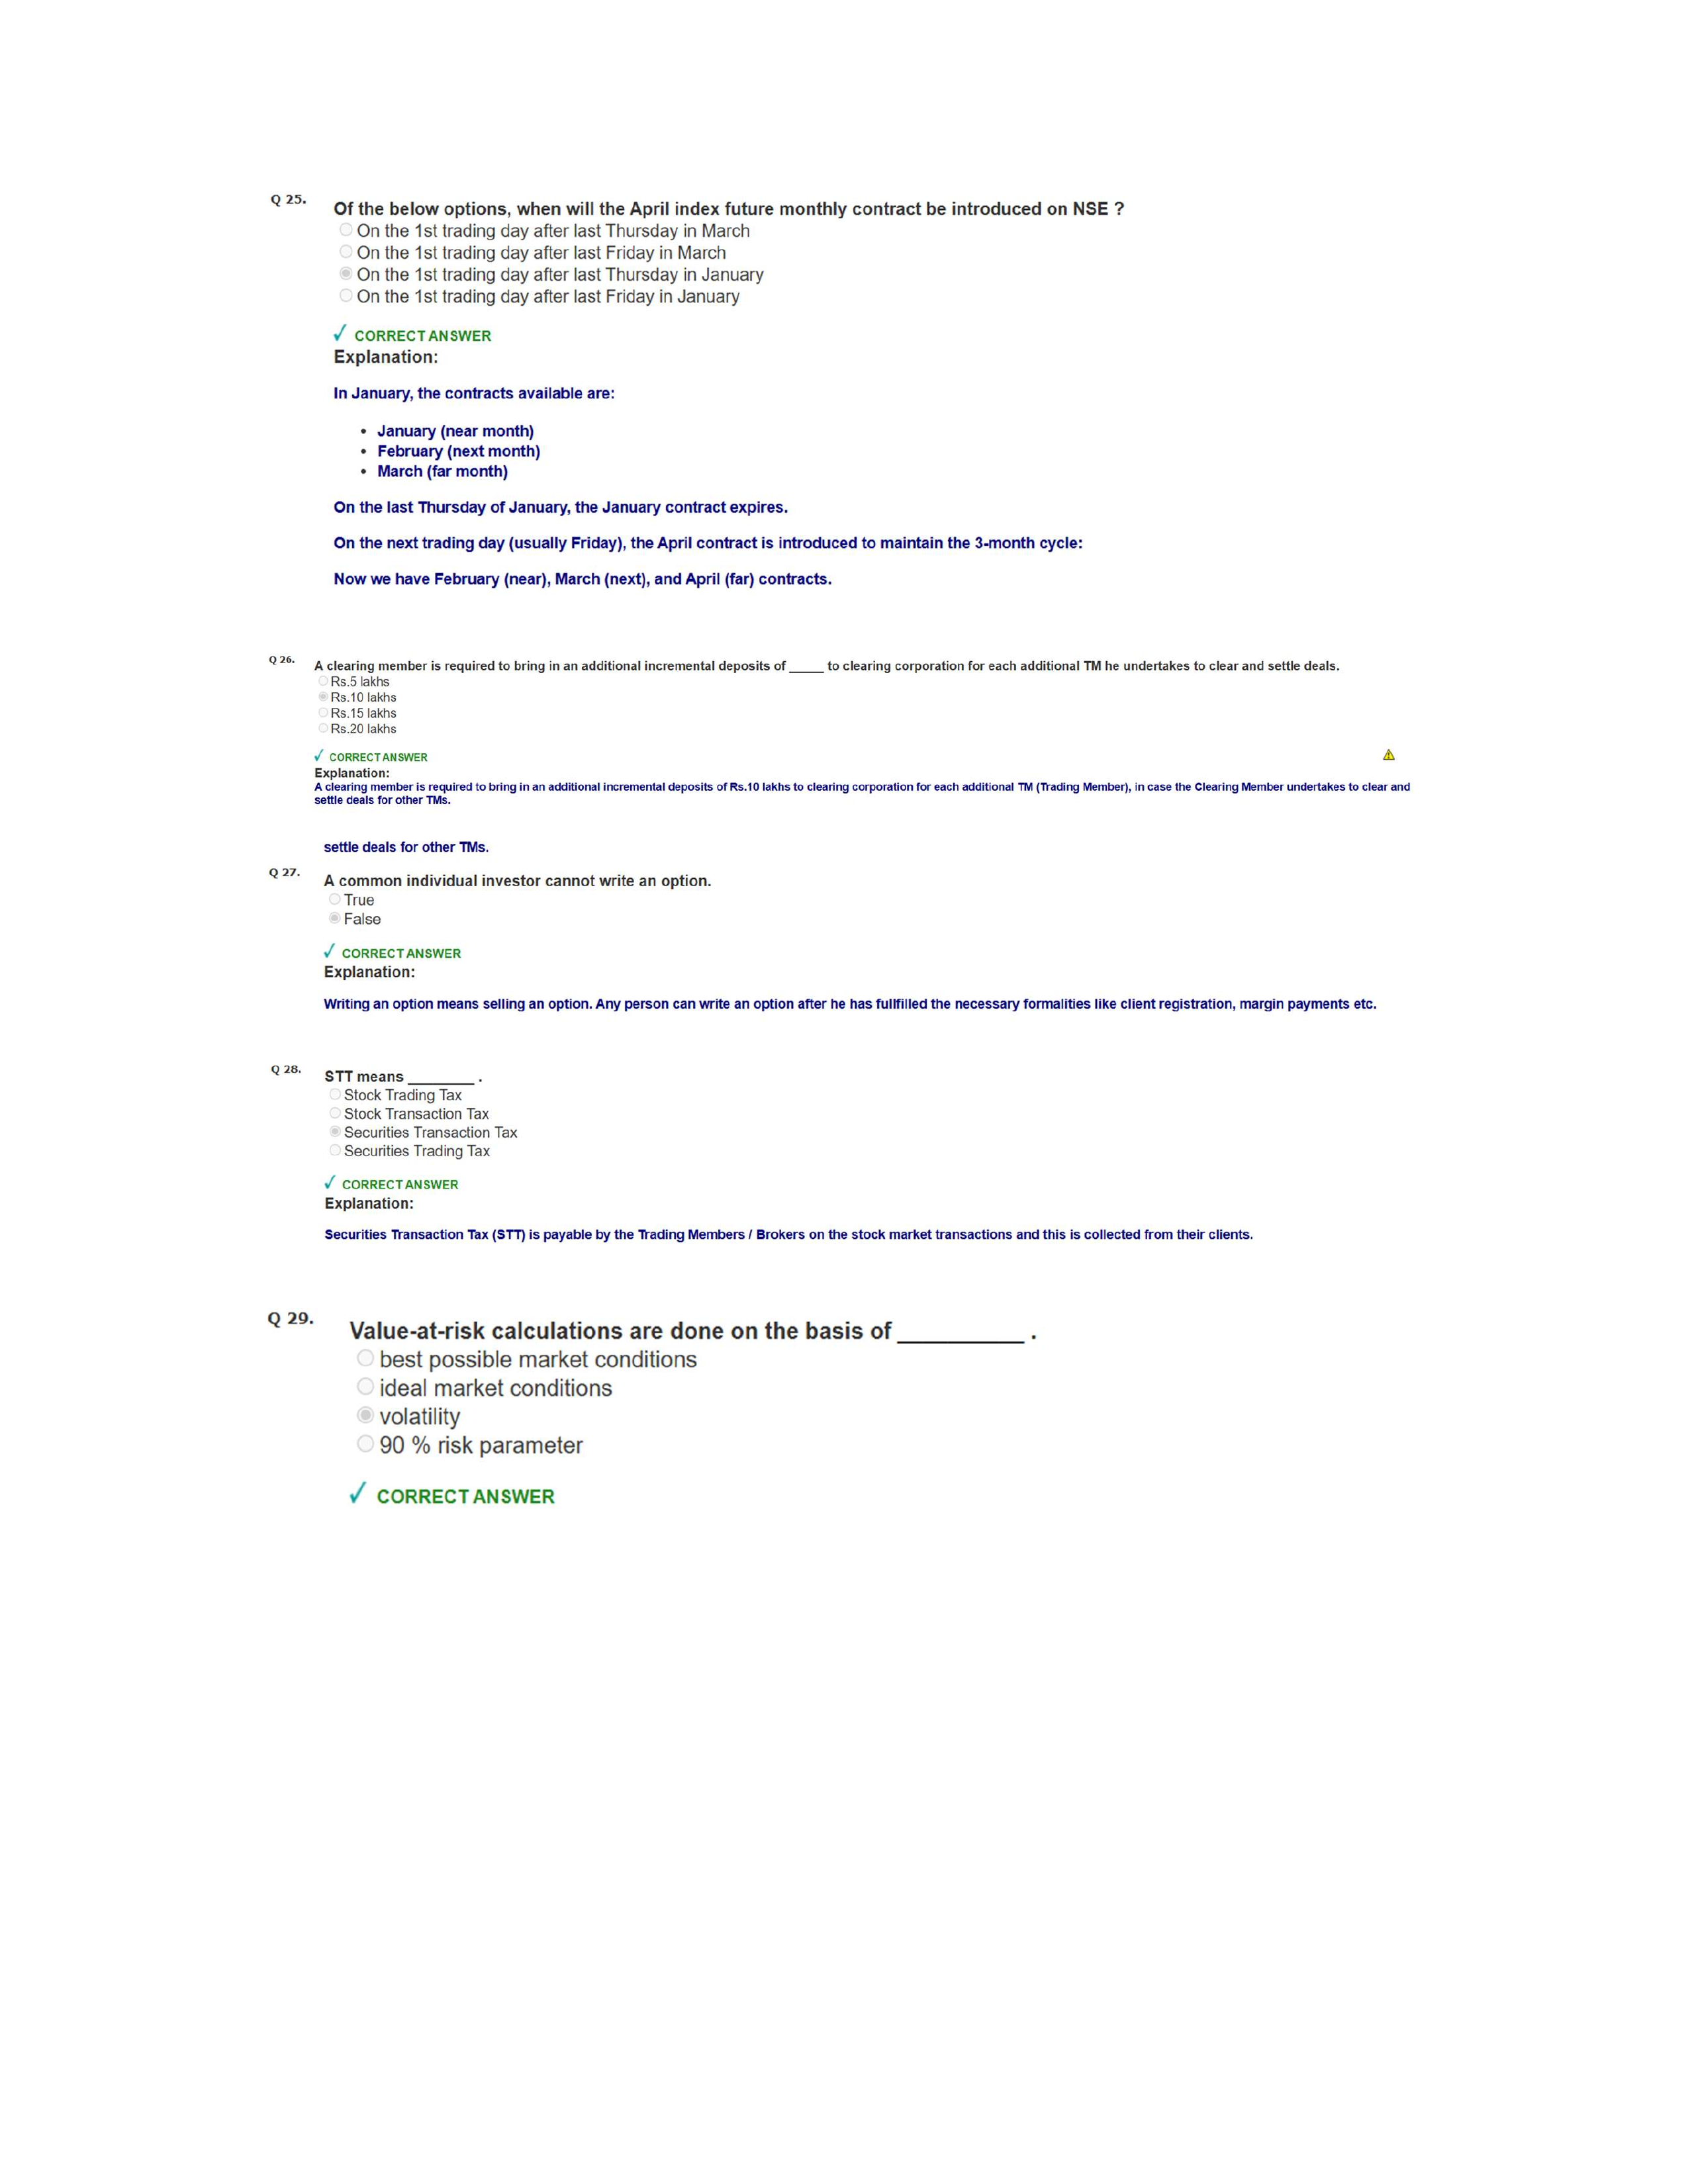 Q 25.
Of the below options, when will the April index future monthly contract be introduced on NSE ?
On the 1st trading day after last Thursday in March
On the 1st trading day after last Friday in March
On the 1st trading day after last Thursday in January
On the 1st trading day after last Friday in January
✓ CORRECT ANSWER
Explanation:
In January, the contracts available are:
• January (near month)
• February (next month)
• March (far month)
On the last Thursday of January, the January contract expires.
On the next trading day (usually Friday), the April contract is introduced to maintain the 3-month cycle:
Now we have February (near), March (next), and April (far) contracts.
Q 26.
A clearing member is required to bring in an additional incremental deposits of _____ to clearing corporation for each additional TM he undertakes to clear and settle deals.
Rs.5 lakhs
Rs.10 lakhs
Rs.15 lakhs
Rs.20 lakhs
✓ CORRECT ANSWER
Explanation:
A clearing member is required to bring in an additional incremental deposits of Rs.10 lakhs to clearing corporation for each additional TM (Trading Member), in case the Clearing Member undertakes to clear and
settle deals for other TMs.
settle deals for other TMs.
Q 27.
A common individual investor cannot write an option.
True
False
✓ CORRECT ANSWER
Explanation:
Writing an option means selling an option. Any person can write an option after he has fullfilled the necessary formalities like client registration, margin payments etc.
Q 28.
STT means ________ .
Stock Trading Tax
Stock Transaction Tax
Securities Transaction Tax
Securities Trading Tax
✓ CORRECT ANSWER
Explanation:
Securities Transaction Tax (STT) is payable by the Trading Members / Brokers on the stock market transactions and this is collected from their clients.
Q 29.
Value-at-risk calculations are done on the basis of __________ .
best possible market conditions
ideal market conditions
volatility
90 % risk parameter
✓ CORRECT ANSWER